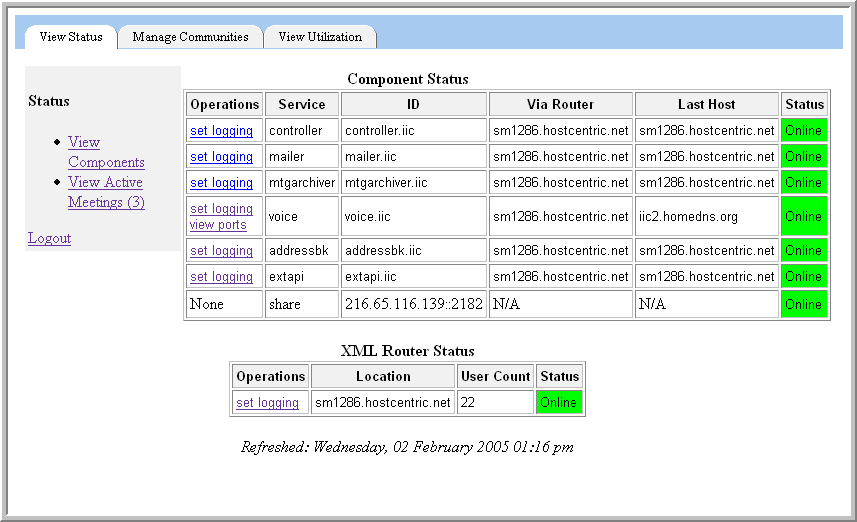 View Status Manage Communities View Utilization
Status
View
Components
View Active
Meetings (3)
Logout
Component Status
Operations Service ID Via Router Last Host Status
set logging controller controller.iic sm1286.hostcentric.net sm1286.hostcentric.net Online
set logging mailer mailer.iic sm1286.hostcentric.net sm1286.hostcentric.net Online
set logging mtgarchiver mtgarchiver.iic sm1286.hostcentric.net sm1286.hostcentric.net Online
set logging
view ports voice voice.iic sm1286.hostcentric.net iic2.homedns.org Online
set logging addressbk addressbk.iic sm1286.hostcentric.net sm1286.hostcentric.net Online
set logging extapi extapi.iic sm1286.hostcentric.net sm1286.hostcentric.net Online
None share 216.65.116.139::2182 N/A N/A Online
XML Router Status
Operations Location User Count Status
set logging sm1286.hostcentric.net 22 Online
Refreshed: Wednesday, 02 February 2005 01:16 pm